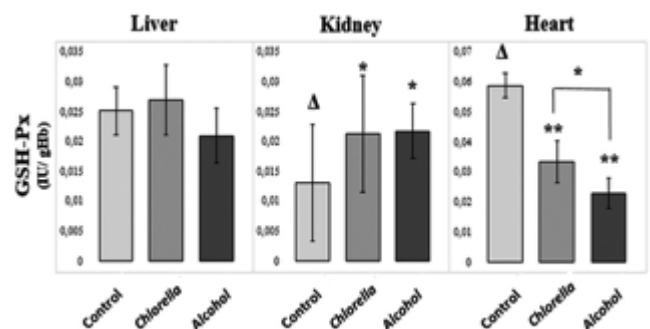 Liver
Kidney
Heart
GSH-Px
(IU/ gHb)
0,035
0,03
0,025
0,02
0,015
0,01
0,005
0
0,035
0,03
0,025
0,02
0,015
0,01
0,005
0
Δ
*
*
0,07
0,06
0,05
0,04
0,03
0,02
0,01
0
Δ
*
**
**
Control
Chlorella
Alcohol
Control
Chlorella
Alcohol
Control
Chlorella
Alcohol